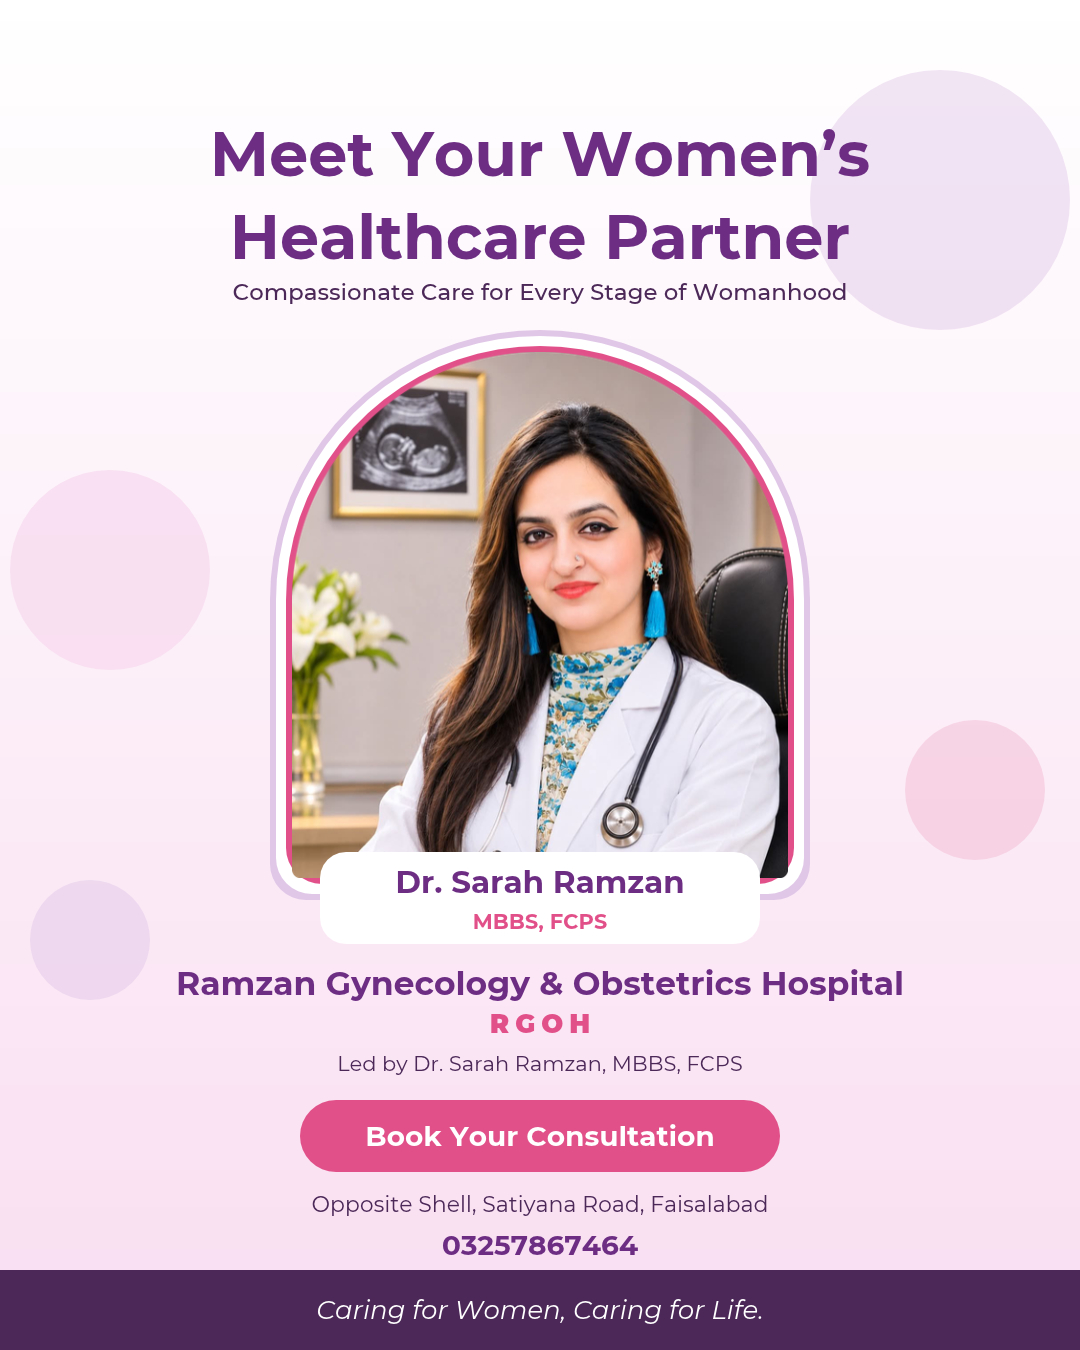 Meet Your Women’s
Healthcare Partner
Compassionate Care for Every Stage of Womanhood
Dr. Sarah Ramzan
MBBS, FCPS
Ramzan Gynecology & Obstetrics Hospital
RGOH
Led by Dr. Sarah Ramzan, MBBS, FCPS
Book Your Consultation
Opposite Shell, Satiyana Road, Faisalabad
03257867464
Caring for Women, Caring for Life.